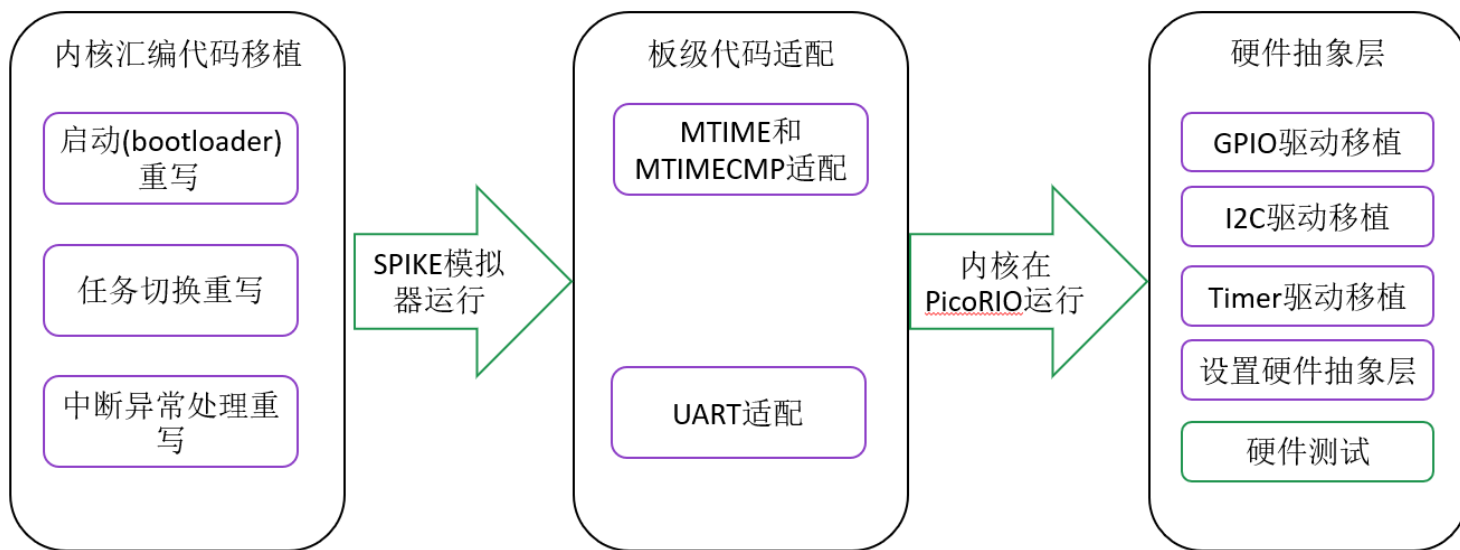 内核汇编代码移植
启动(bootloader)
重写
任务切换重写
中断异常处理重
写
SPIKE模拟
器运行
板级代码适配
MTIME和
MTIMECMP适配
UART适配
内核在
PicoRIO运行
硬件抽象层
GPIO驱动移植
I2C驱动移植
Timer驱动移植
设置硬件抽象层
硬件测试